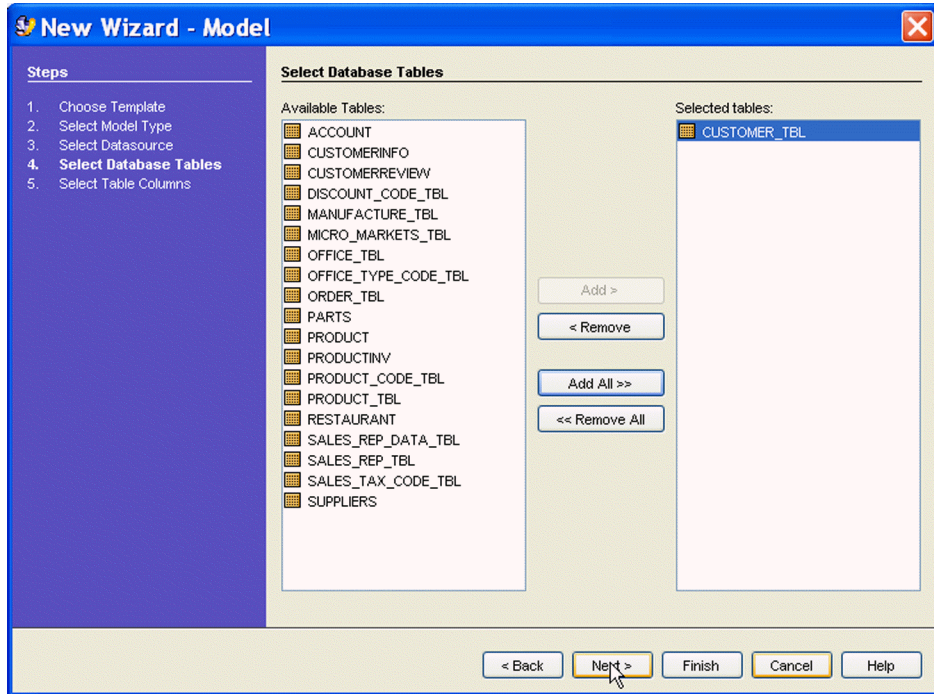 New Wizard - Model
Steps
1. Choose Template
2. Select Model Type
3. Select Datasource
4. Select Database Tables
5. Select Table Columns
Select Database Tables
Available Tables:
ACCOUNT
CUSTOMERINFO
CUSTOMERREVIEW
DISCOUNT_CODE_TBL
MANUFACTURE_TBL
MICRO_MARKETS_TBL
OFFICE_TBL
OFFICE_TYPE_CODE_TBL
ORDER_TBL
PARTS
PRODUCT
PRODUCTINV
PRODUCT_CODE_TBL
PRODUCT_TBL
RESTAURANT
SALES_REP_DATA_TBL
SALES_REP_TBL
SALES_TAX_CODE_TBL
SUPPLIERS
Add >
< Remove
Add All >>
<< Remove All
Selected tables:
CUSTOMER_TBL
< Back Next > Finish Cancel Help